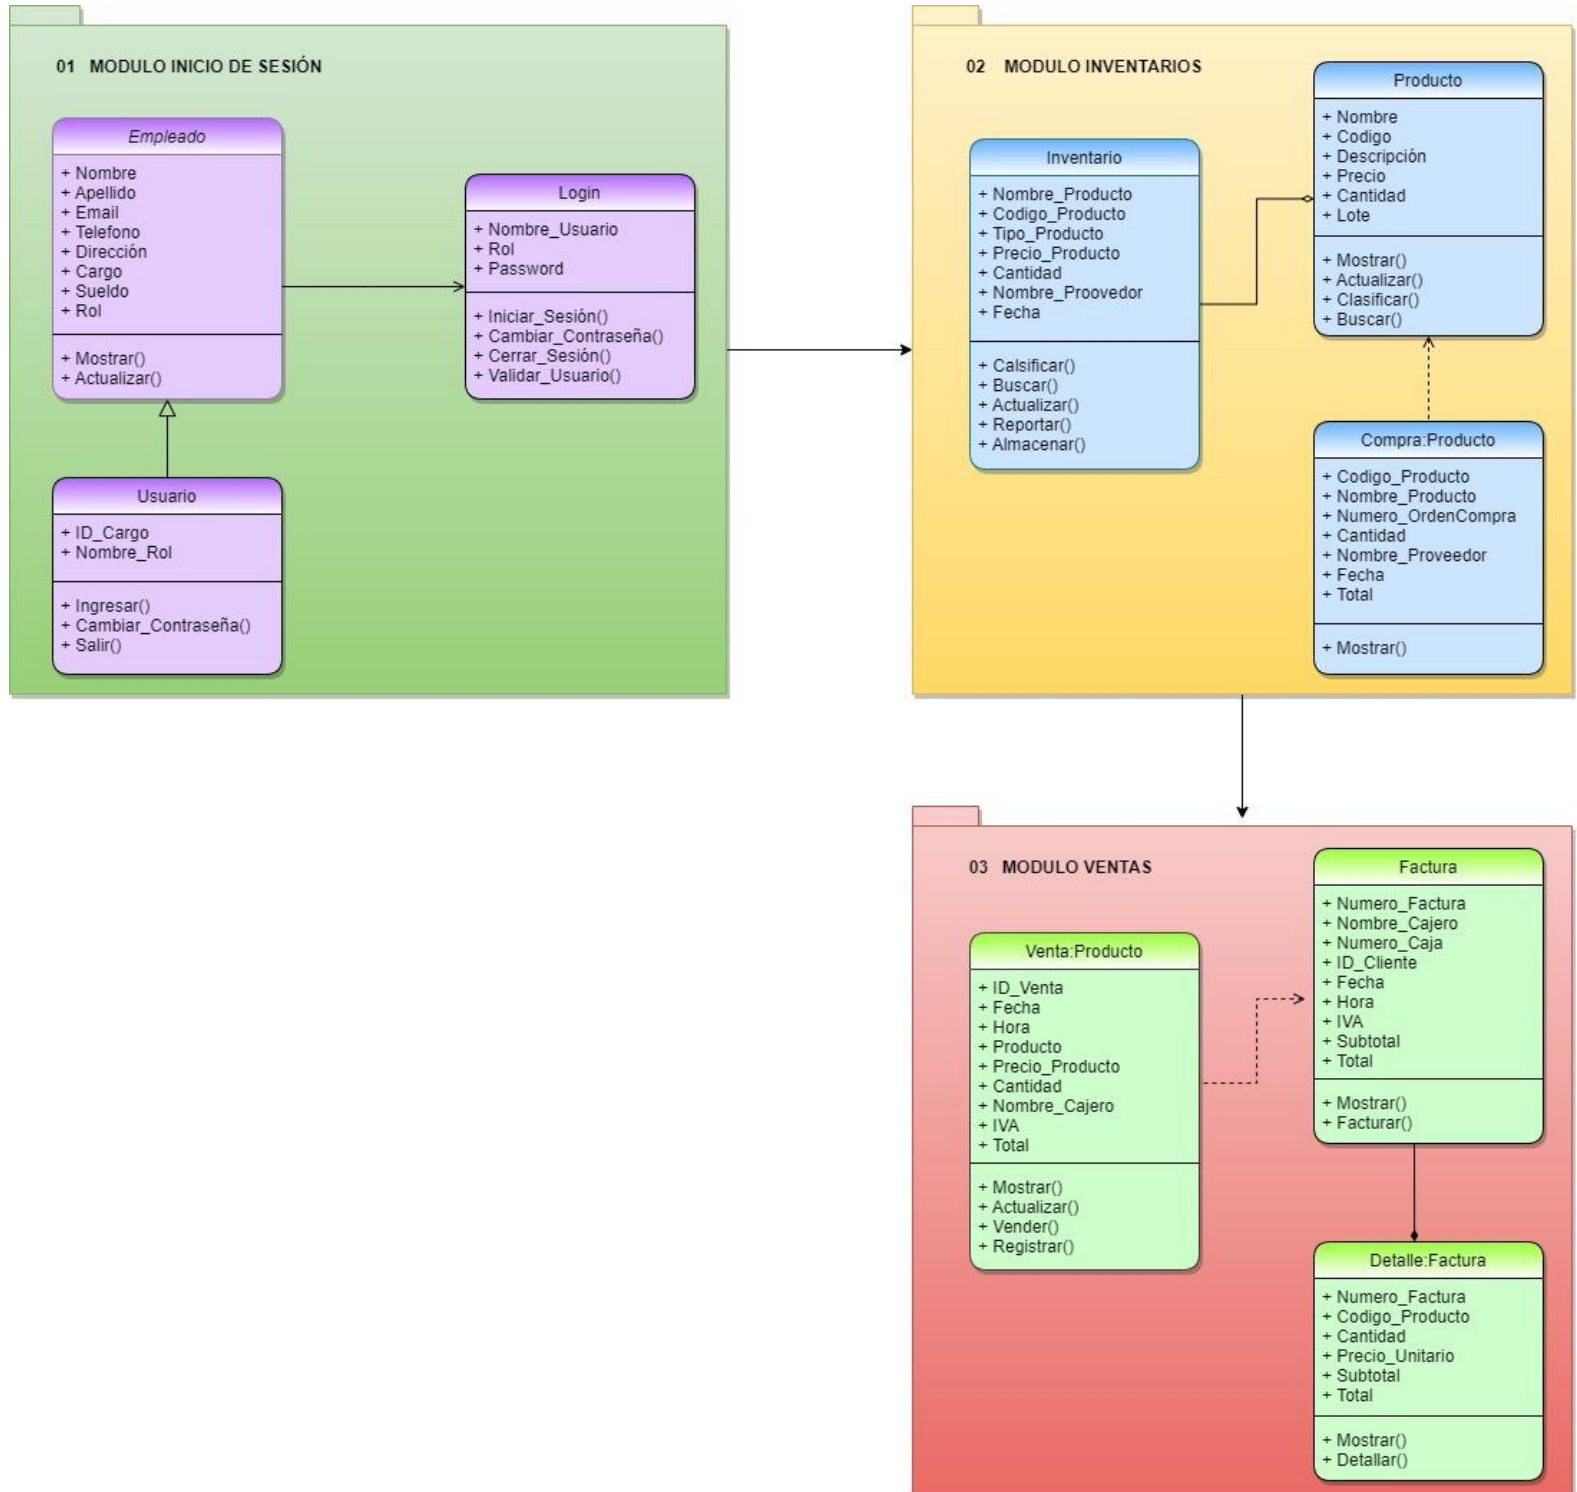 01 MODULO INICIO DE SESIÓN
Empleado
+ Nombre
+ Apellido
+ Email
+ Telefono
+ Dirección
+ Cargo
+ Sueldo
+ Rol
+ Mostrar()
+ Actualizar()
Login
+ Nombre_Usuario
+ Rol
+ Password
+ Iniciar_Sesión()
+ Cambiar_Contraseña()
+ Cerrar_Sesión()
+ Validar_Usuario()
Usuario
+ ID_Cargo
+ Nombre_Rol
+ Ingresar()
+ Cambiar_Contraseña()
+ Salir()
02 MODULO INVENTARIOS
Inventario
+ Nombre_Producto
+ Codigo_Producto
+ Tipo_Producto
+ Precio_Producto
+ Cantidad
+ Nombre_Proovedor
+ Fecha
+ Calsificar()
+ Buscar()
+ Actualizar()
+ Reportar()
+ Almacenar()
Producto
+ Nombre
+ Codigo
+ Descripción
+ Precio
+ Cantidad
+ Lote
+ Mostrar()
+ Actualizar()
+ Clasificar()
+ Buscar()
Compra:Producto
+ Codigo_Producto
+ Nombre_Producto
+ Numero_OrdenCompra
+ Cantidad
+ Nombre_Proveedor
+ Fecha
+ Total
+ Mostrar()
03 MODULO VENTAS
Venta:Producto
+ ID_Venta
+ Fecha
+ Hora
+ Producto
+ Precio_Producto
+ Cantidad
+ Nombre_Cajero
+ IVA
+ Total
+ Mostrar()
+ Actualizar()
+ Vender()
+ Registrar()
Factura
+ Numero_Factura
+ Nombre_Cajero
+ Numero_Caja
+ ID_Cliente
+ Fecha
+ Hora
+ IVA
+ Subtotal
+ Total
+ Mostrar()
+ Facturar()
Detalle:Factura
+ Numero_Factura
+ Codigo_Producto
+ Cantidad
+ Precio_Unitario
+ Subtotal
+ Total
+ Mostrar()
+ Detallar()